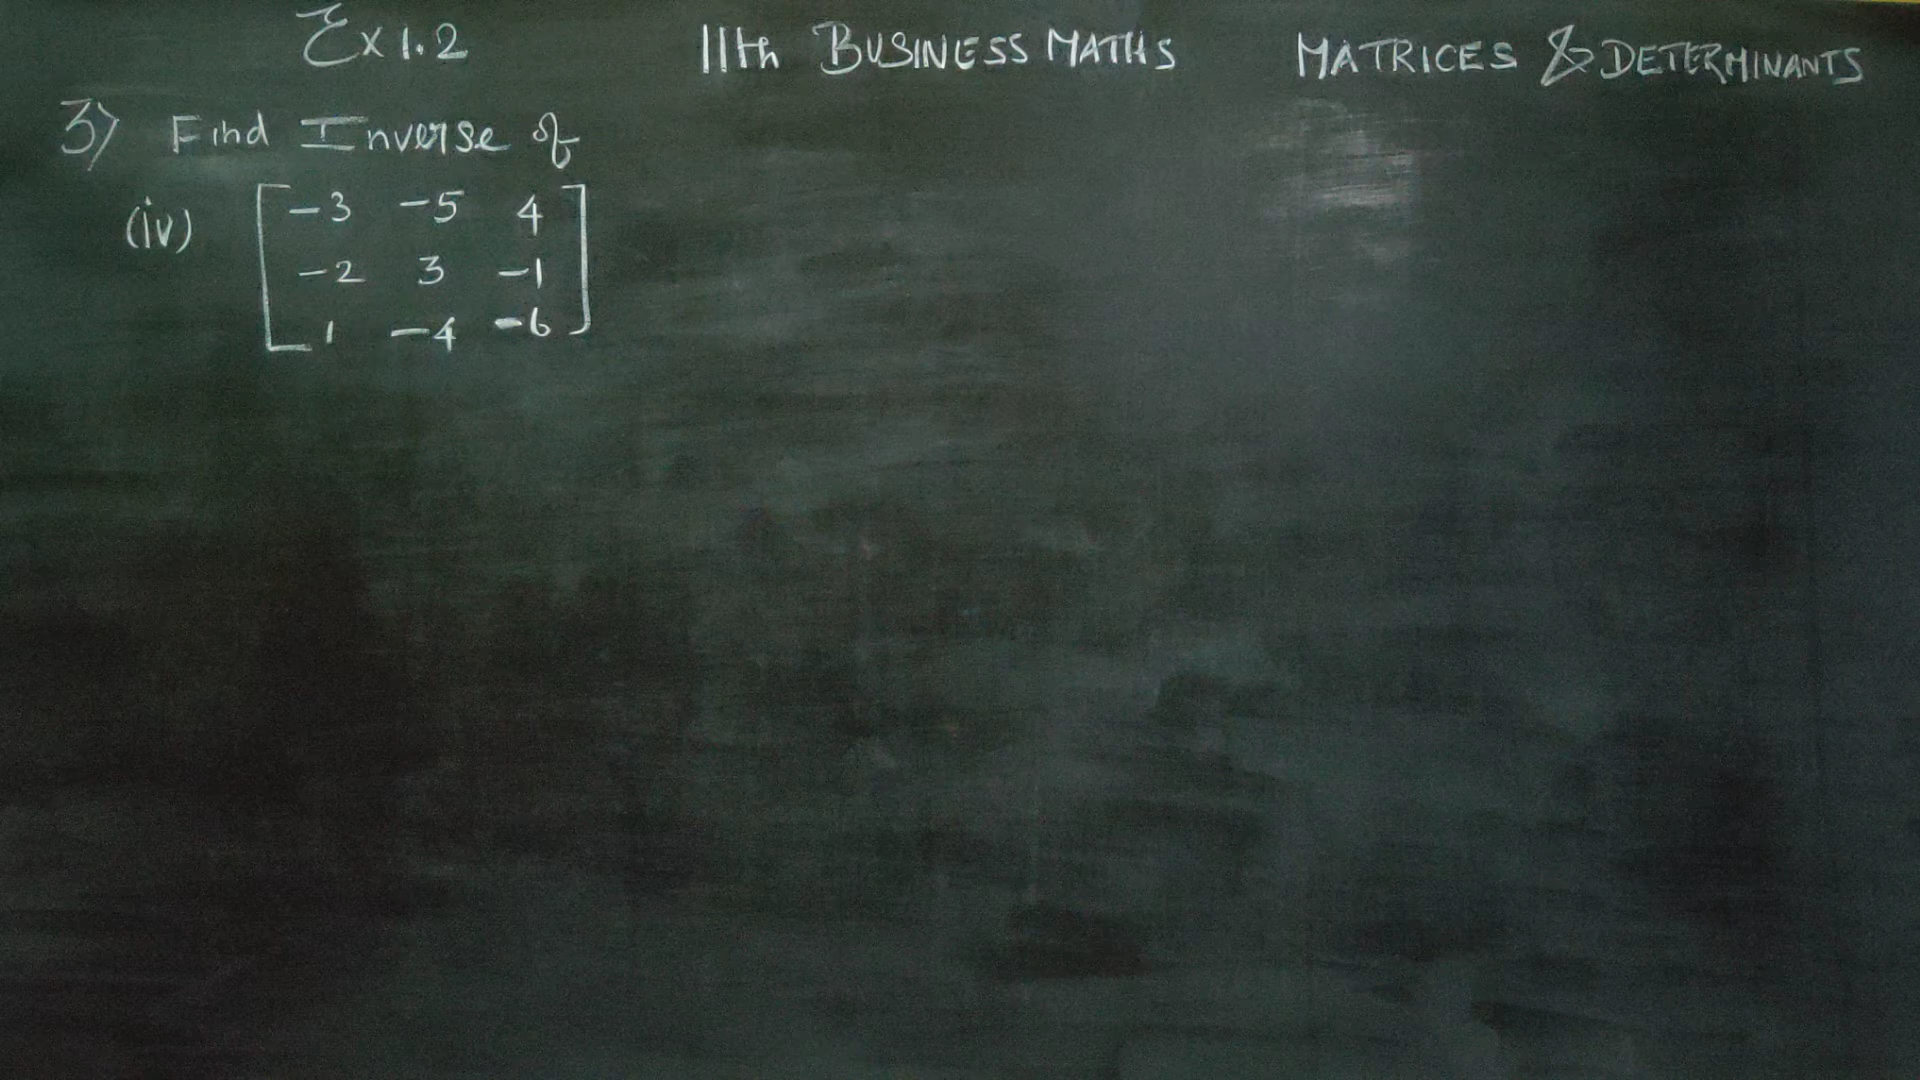 Ex 1.2 11th BUSINESS MATHS MATRICES & DETERMINANTS
3) Find Inverse of
(iv) [ -3 -5 4
-2 3 -1
1 -4 -6 ]